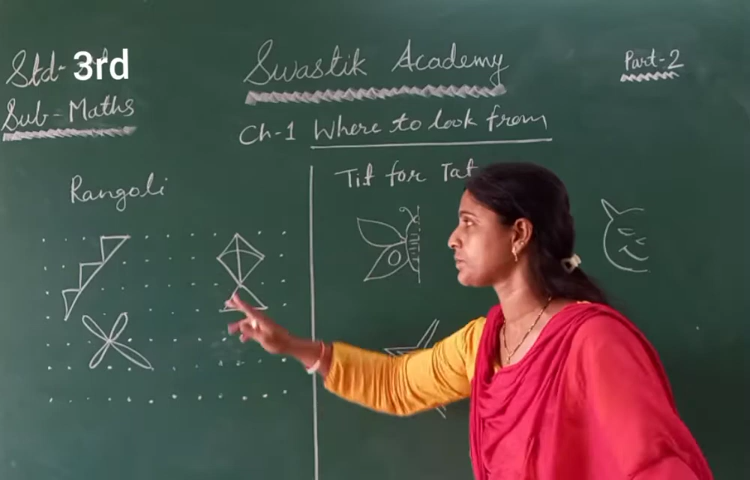 Std- 3rd
Swastik Academy
Part-2
Sub- Maths
Ch-1 Where to look from
Rangoli
Tit for Tat